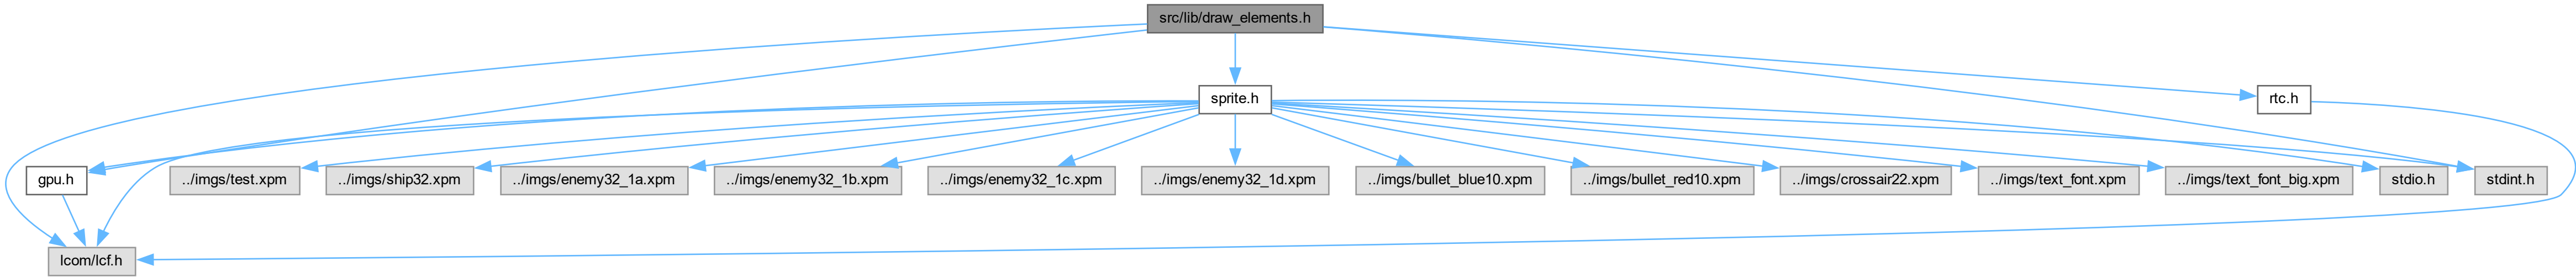 src/lib/draw_elements.h
sprite.h
rtc.h
gpu.h
../imgs/test.xpm
../imgs/ship32.xpm
../imgs/enemy32_1a.xpm
../imgs/enemy32_1b.xpm
../imgs/enemy32_1c.xpm
../imgs/enemy32_1d.xpm
../imgs/bullet_blue10.xpm
../imgs/bullet_red10.xpm
../imgs/crossair22.xpm
../imgs/text_font.xpm
../imgs/text_font_big.xpm
stdio.h
stdint.h
lcom/lcf.h